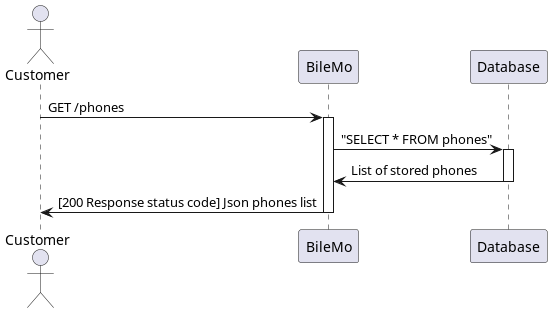 Customer
BileMo
Database
GET /phones
"SELECT * FROM phones"
List of stored phones
[200 Response status code] Json phones list
Customer
BileMo
Database